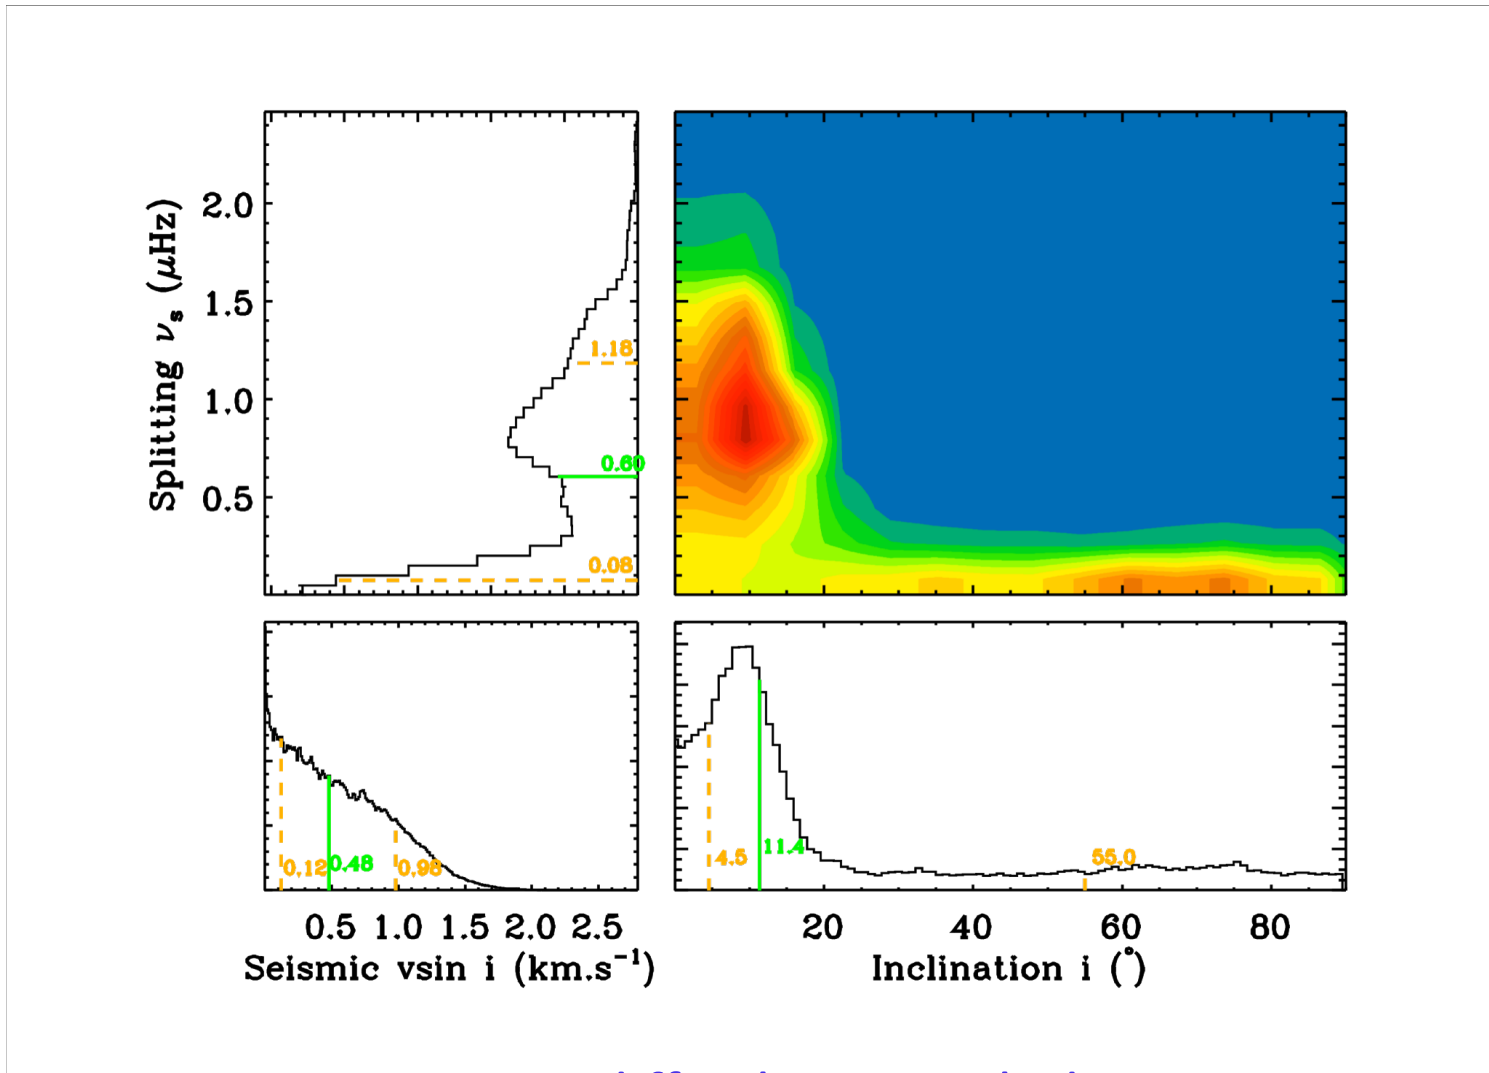 Splitting ν_s (μHz)
2.0
1.5
1.0
0.5
1.18
0.60
0.08
0.12
0.48
0.98
4.5
11.4
55.0
0.5 1.0 1.5 2.0 2.5
Seismic vsin i (km.s⁻¹)
20 40 60 80
Inclination i (°)